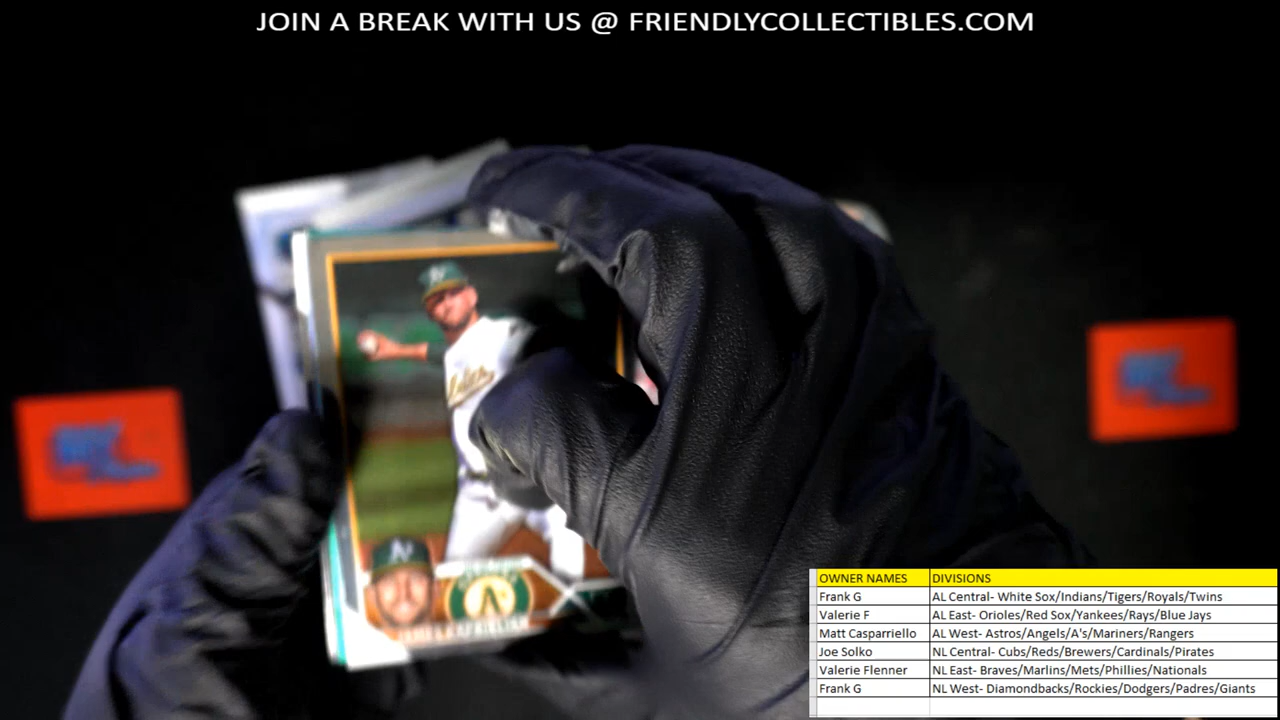 JOIN A BREAK WITH US @ FRIENDLYCOLLECTIBLES.COM
OWNER NAMES DIVISIONS
Frank G AL Central- White Sox/Indians/Tigers/Royals/Twins
Valerie F AL East- Orioles/Red Sox/Yankees/Rays/Blue Jays
Matt Casparriello AL West- Astros/Angels/A's/Mariners/Rangers
Joe Solko NL Central- Cubs/Reds/Brewers/Cardinals/Pirates
Valerie Flenner NL East- Braves/Marlins/Mets/Phillies/Nationals
Frank G NL West- Diamondbacks/Rockies/Dodgers/Padres/Giants